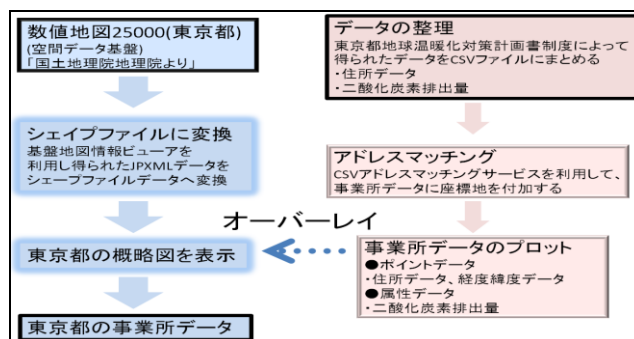 数値地図25000(東京都)
(空間データ基盤)
「国土地理院地理院より」
シェイプファイルに変換
基盤地図情報ビューアを
利用し得られたJPXMLデータを
シェープファイルデータへ変換
東京都の概略図を表示
東京都の事業所データ
オーバーレイ
データの整理
東京都地球温暖化対策計画書制度によって
得られたデータをCSVファイルにまとめる
・住所データ
・二酸化炭素排出量
アドレスマッチング
CSVアドレスマッチングサービスを利用して、
事業所データに座標地を付加する
事業所データのプロット
●ポイントデータ
・住所データ、経度緯度データ
●属性データ
・二酸化炭素排出量